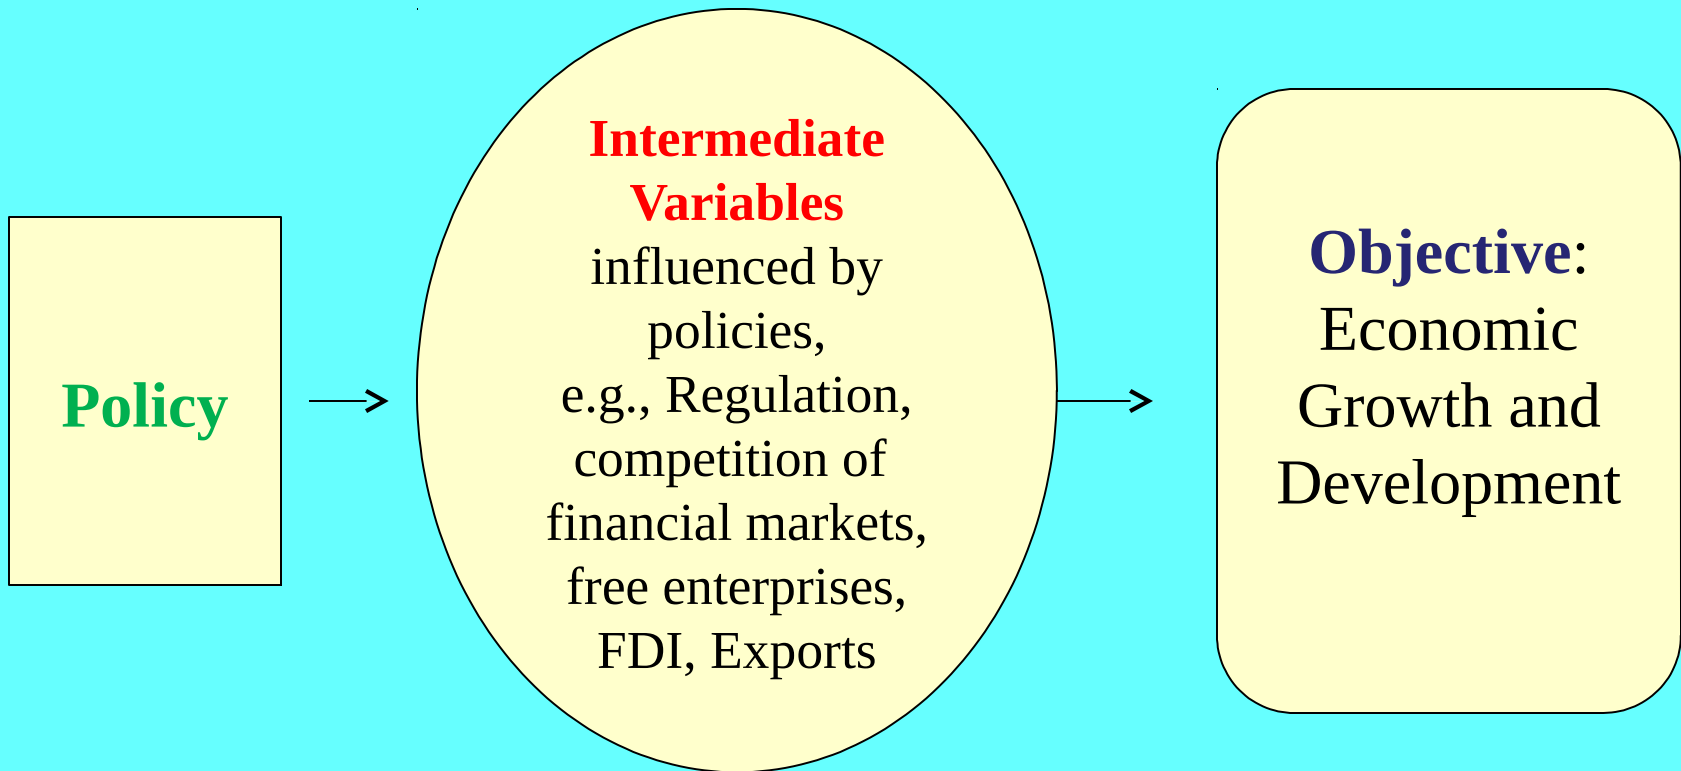 Policy
Intermediate
Variables
influenced by
policies,
e.g., Regulation,
competition of
financial markets,
free enterprises,
FDI, Exports
Objective:
Economic
Growth and
Development